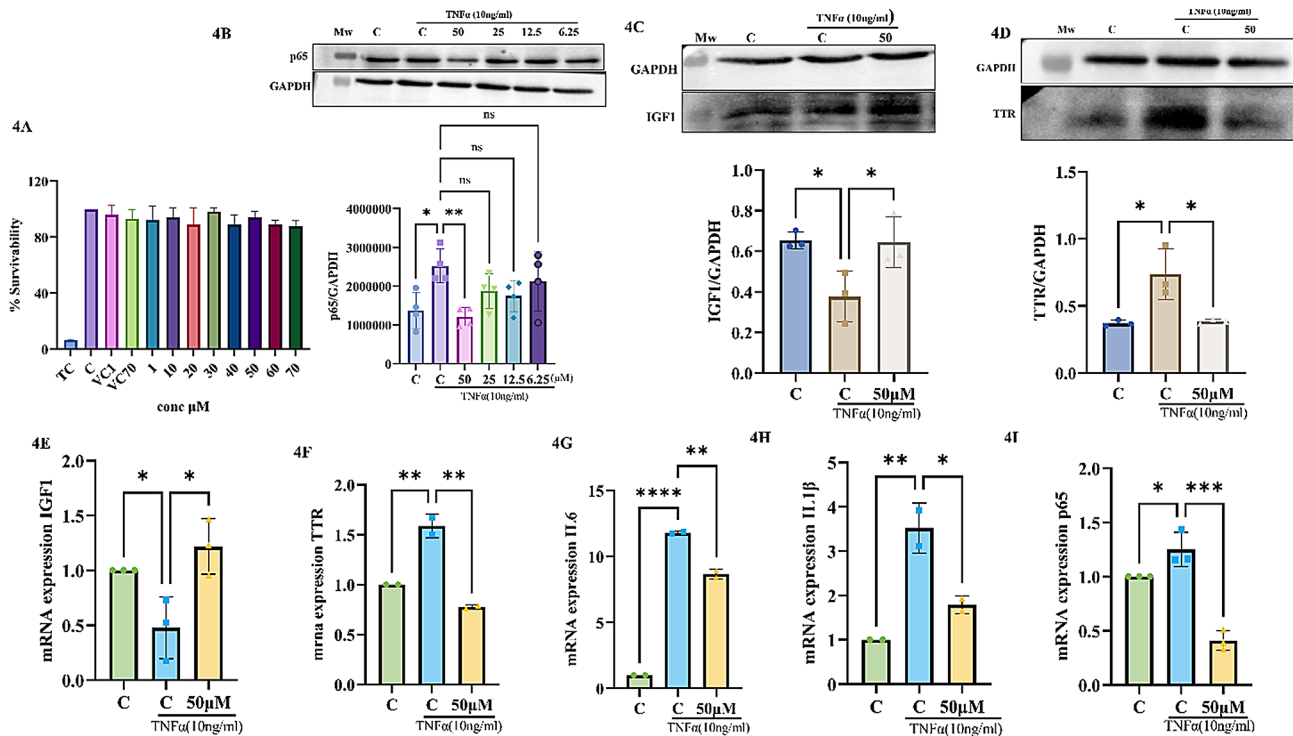 4B
TNFα (10ng/ml)
Mw C C 50 25 12.5 6.25
p65
GAPDH
4C
TNFα (10ng/ml)
Mw C C 50
GAPDH
IGF1
4D
TNFα (10ng/ml)
Mw C C 50
GAPDH
TTR
4A
% Survivability
120
80
40
0
TC C VC1 VC70 1 10 20 30 40 50 60 70
conc µM
ns
ns
ns
* **
p65/GAPDH
4000000
3000000
2000000
1000000
0
C C 50 25 12.5 6.25(µM)
TNFα(10ng/ml)
* *
IGF1/GAPDH
1.0
0.8
0.6
0.4
0.2
0.0
C C 50µM
TNFα(10ng/ml)
* *
TTR/GAPDH
1.5
1.0
0.5
0.0
C C 50µM
TNFα(10ng/ml)
4E
mRNA expression IGF1
* *
2.0
1.5
1.0
0.5
0.0
C C 50µM
TNFα(10ng/ml)
4F
mrna expression TTR
** **
2.0
1.5
1.0
0.5
0.0
C C 50µM
TNFα(10ng/ml)
4G
mRNA expression IL6
**
****
15
10
5
0
C C 50µM
TNFα(10ng/ml)
4H
mRNA expression IL1β
** *
5
4
3
2
1
0
C C 50µM
TNFα(10ng/ml)
4I
mRNA expression p65
* ***
2.0
1.5
1.0
0.5
0.0
C C 50µM
TNFα(10ng/ml)